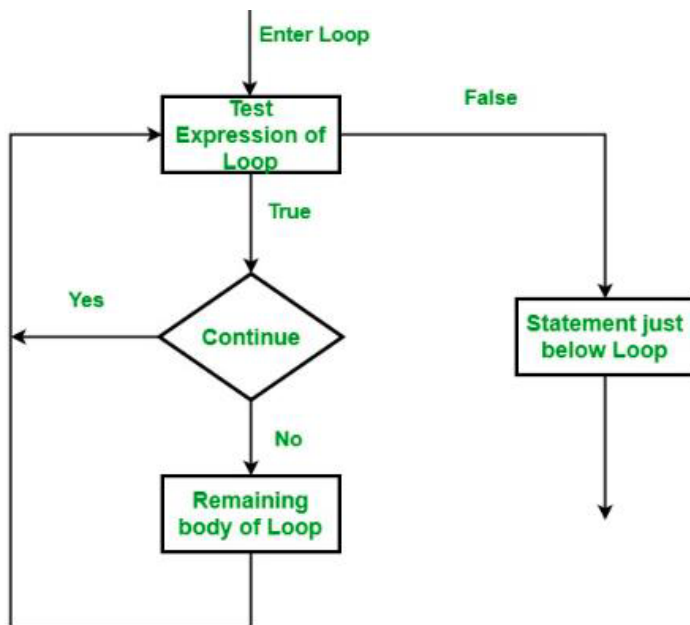 Enter Loop
Test
Expression of
Loop
False
True
Yes
Continue
Statement just
below Loop
No
Remaining
body of Loop